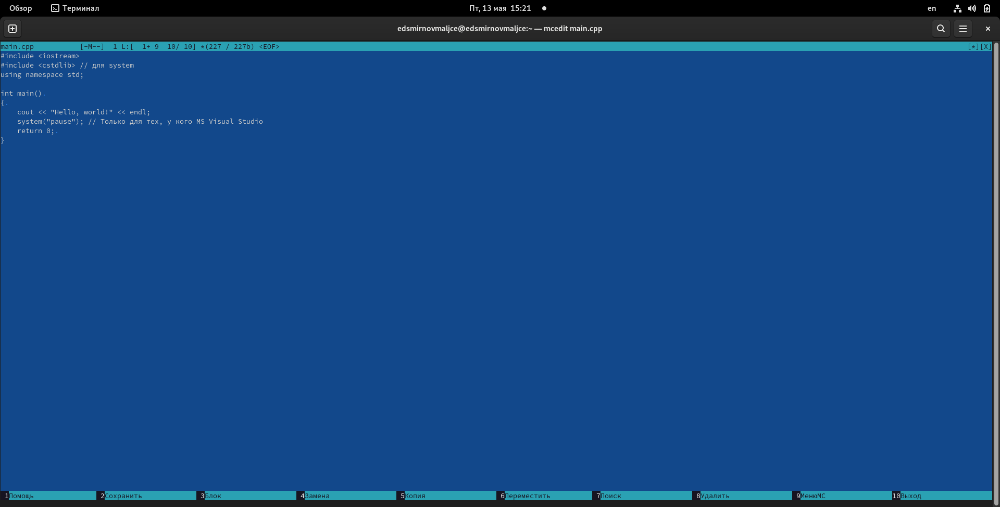 Обзор Терминал Пт, 13 мая 15:21 en
edsmirnovmaljce@edsmirnovmaljce:~ — mcedit main.cpp
main.cpp [-M--] 1 L:[ 1+ 9 10/ 10] *(227 / 227b) <EOF> [*][X]
#include <iostream>
#include <cstdlib> // для system
using namespace std;
int main().
{.
cout << "Hello, world!" << endl;
system("pause"); // Только для тех, у кого MS Visual Studio
return 0;.
}
1Помощь 2Сохранить 3Блок 4Замена 5Копия 6Переместить 7Поиск 8Удалить 9МенюMC 10Выход